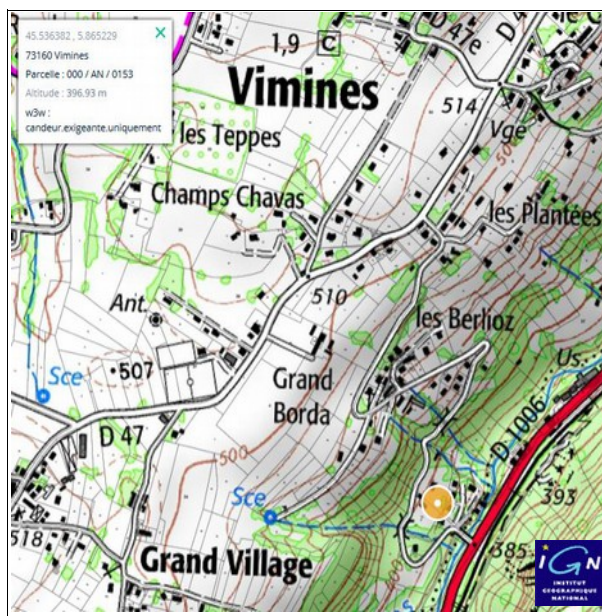 45.536382 , 5.865229
73160 Vimines
Parcelle : 000 / AN / 0153
Altitude : 396.93 m
w3w :
candeur.exigeante.uniquement
D 47e
1,9 C
Vimines
514
Vge
les Teppes
Champs Chavas
les Plantées
510
Ant.
les Berlioz
507
Sce
Grand
Borda
Us.
D 47
D 1006
500
Sce
393
518
Grand Village
385
iGN
INSTITUT
GEOGRAPHIQUE
NATIONAL